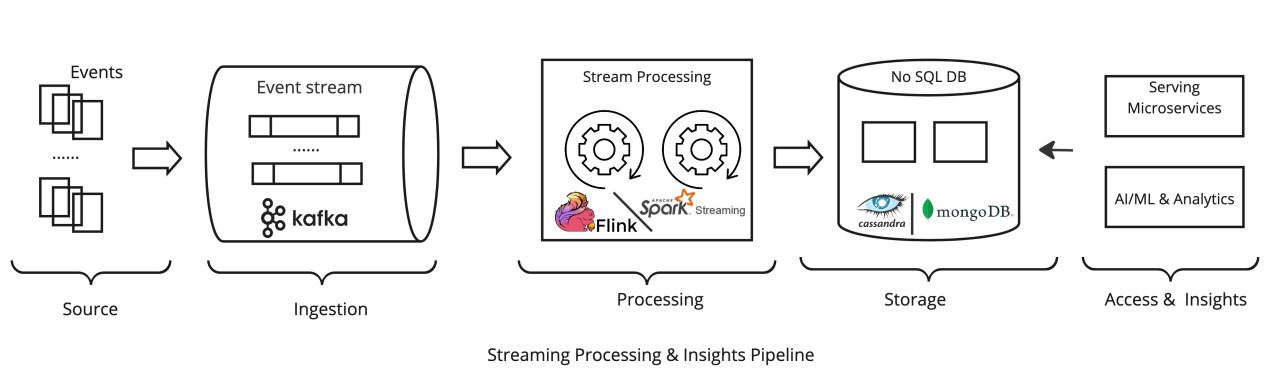 Events
......
Source
Event stream
......
kafka
Ingestion
Stream Processing
Flink
APACHE
Spark Streaming
Processing
No SQL DB
cassandra
mongoDB
Storage
Serving
Microservices
AI/ML & Analytics
Access & Insights
Streaming Processing & Insights Pipeline